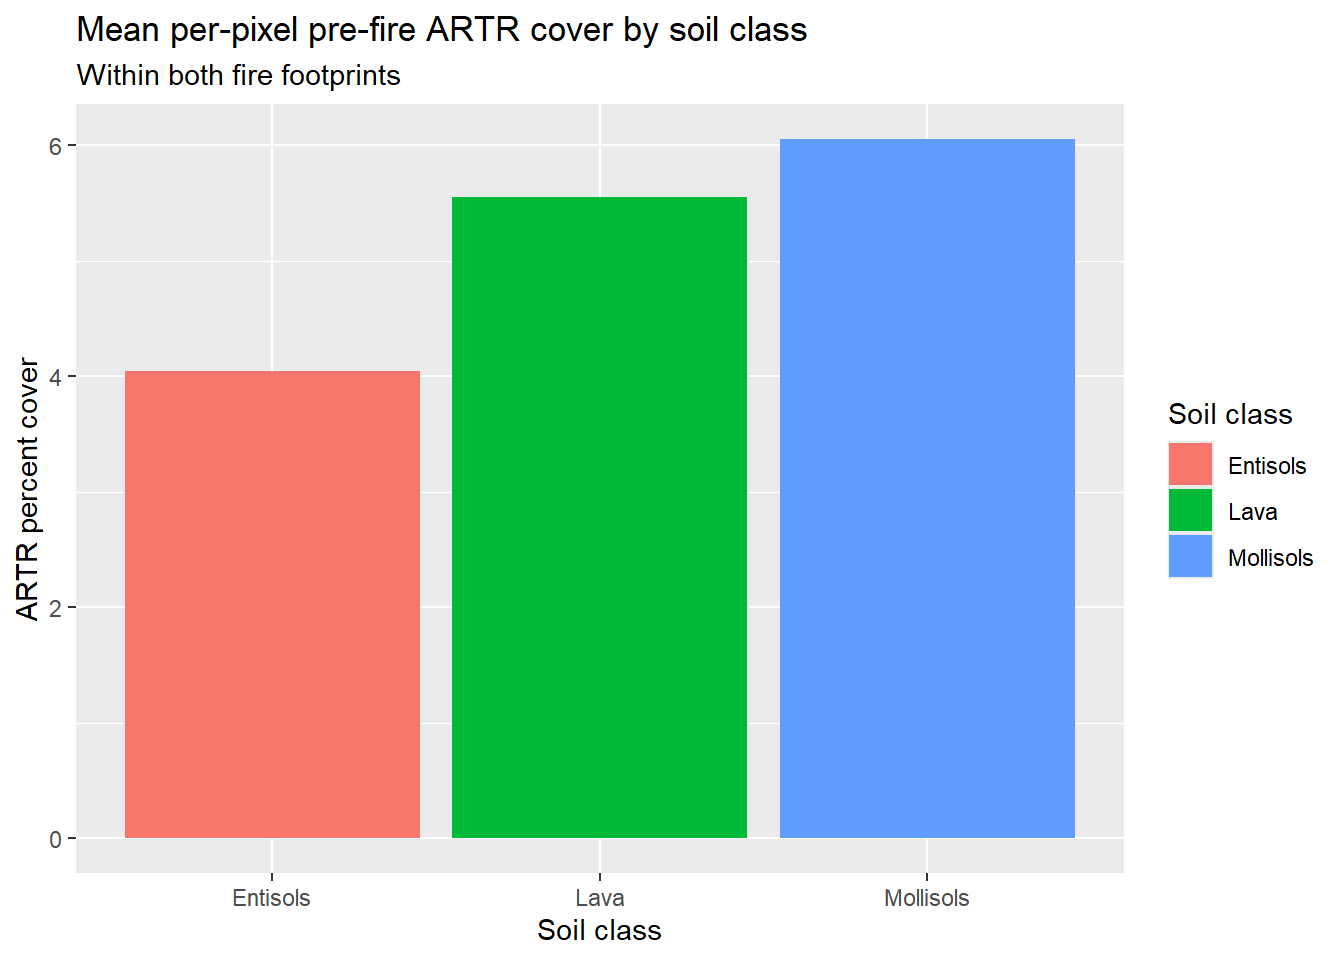 Mean per-pixel pre-fire ARTR cover by soil class
Within both fire footprints
ARTR percent cover
6
4
2
0
Entisols Lava Mollisols
Soil class
Soil class
Entisols
Lava
Mollisols